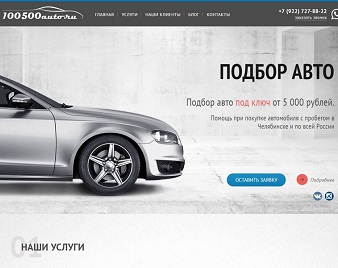 100500auto.ru
ГЛАВНАЯ УСЛУГИ НАШИ КЛИЕНТЫ БЛОГ КОНТАКТЫ
+7 (922) 727-88-22
заказать звонок
ПОДБОР АВТО
Подбор авто под ключ от 5 000 рублей.
Помощь при покупке автомобиля с пробегом в
Челябинске и по всей России
ОСТАВИТЬ ЗАЯВКУ
Подробнее
01
НАШИ УСЛУГИ